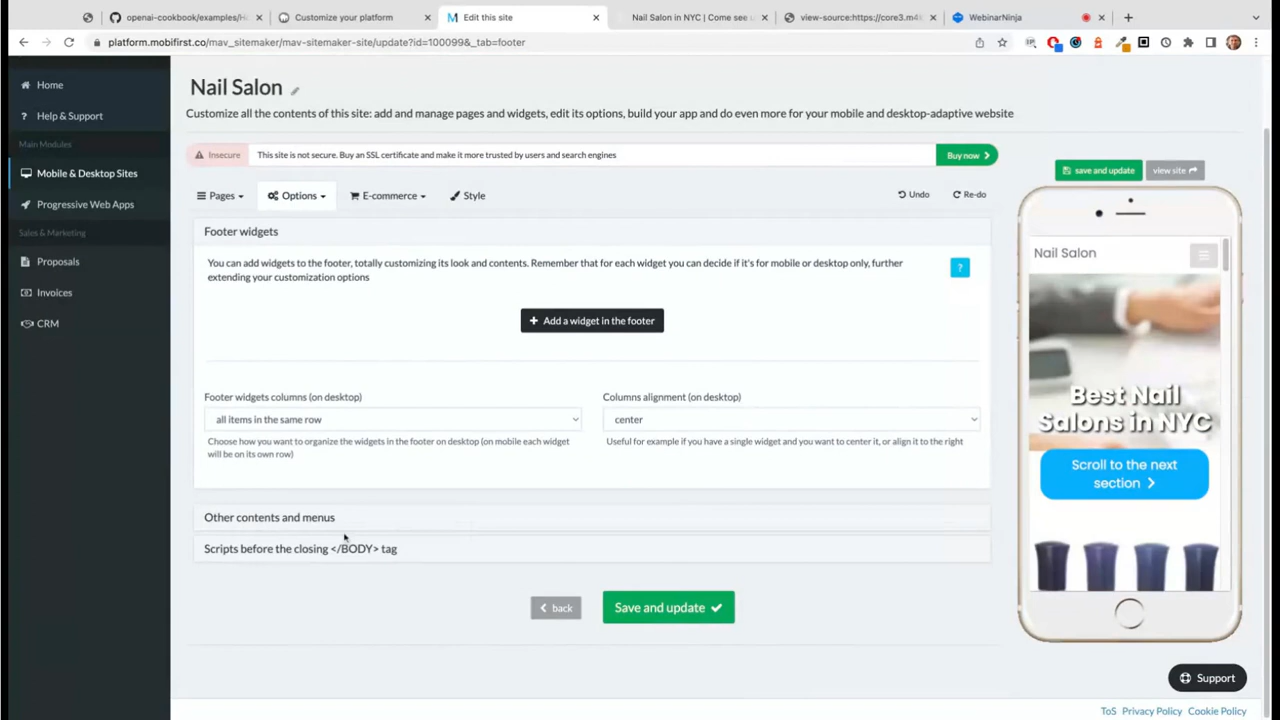 openai-cookbook/examples/H
Customize your platform
Edit this site
Nail Salon in NYC | Come see u
view-source:https://core3.m4
WebinarNinja
platform.mobifirst.co/mav_sitemaker/mav-sitemaker-site/update?id=100099&_tab=footer
Home
Help & Support
Main Modules
Mobile & Desktop Sites
Progressive Web Apps
Sales & Marketing
Proposals
Invoices
CRM
Nail Salon
Customize all the contents of this site: add and manage pages and widgets, edit its options, build your app and do even more for your mobile and desktop-adaptive website
Insecure
This site is not secure. Buy an SSL certificate and make it more trusted by users and search engines
Buy now
Pages
Options
E-commerce
Style
Undo
Re-do
Footer widgets
You can add widgets to the footer, totally customizing its look and contents. Remember that for each widget you can decide if it's for mobile or desktop only, further
extending your customization options
?
+ Add a widget in the footer
Footer widgets columns (on desktop)
all items in the same row
Choose how you want to organize the widgets in the footer on desktop (on mobile each widget
will be on its own row)
Columns alignment (on desktop)
center
Useful for example if you have a single widget and you want to center it, or align it to the right
Other contents and menus
Scripts before the closing </BODY> tag
back
Save and update
save and update
view site
Nail Salon
Best Nail
Salons in NYC
Scroll to the next
section
Support
ToS
Privacy Policy
Cookie Policy